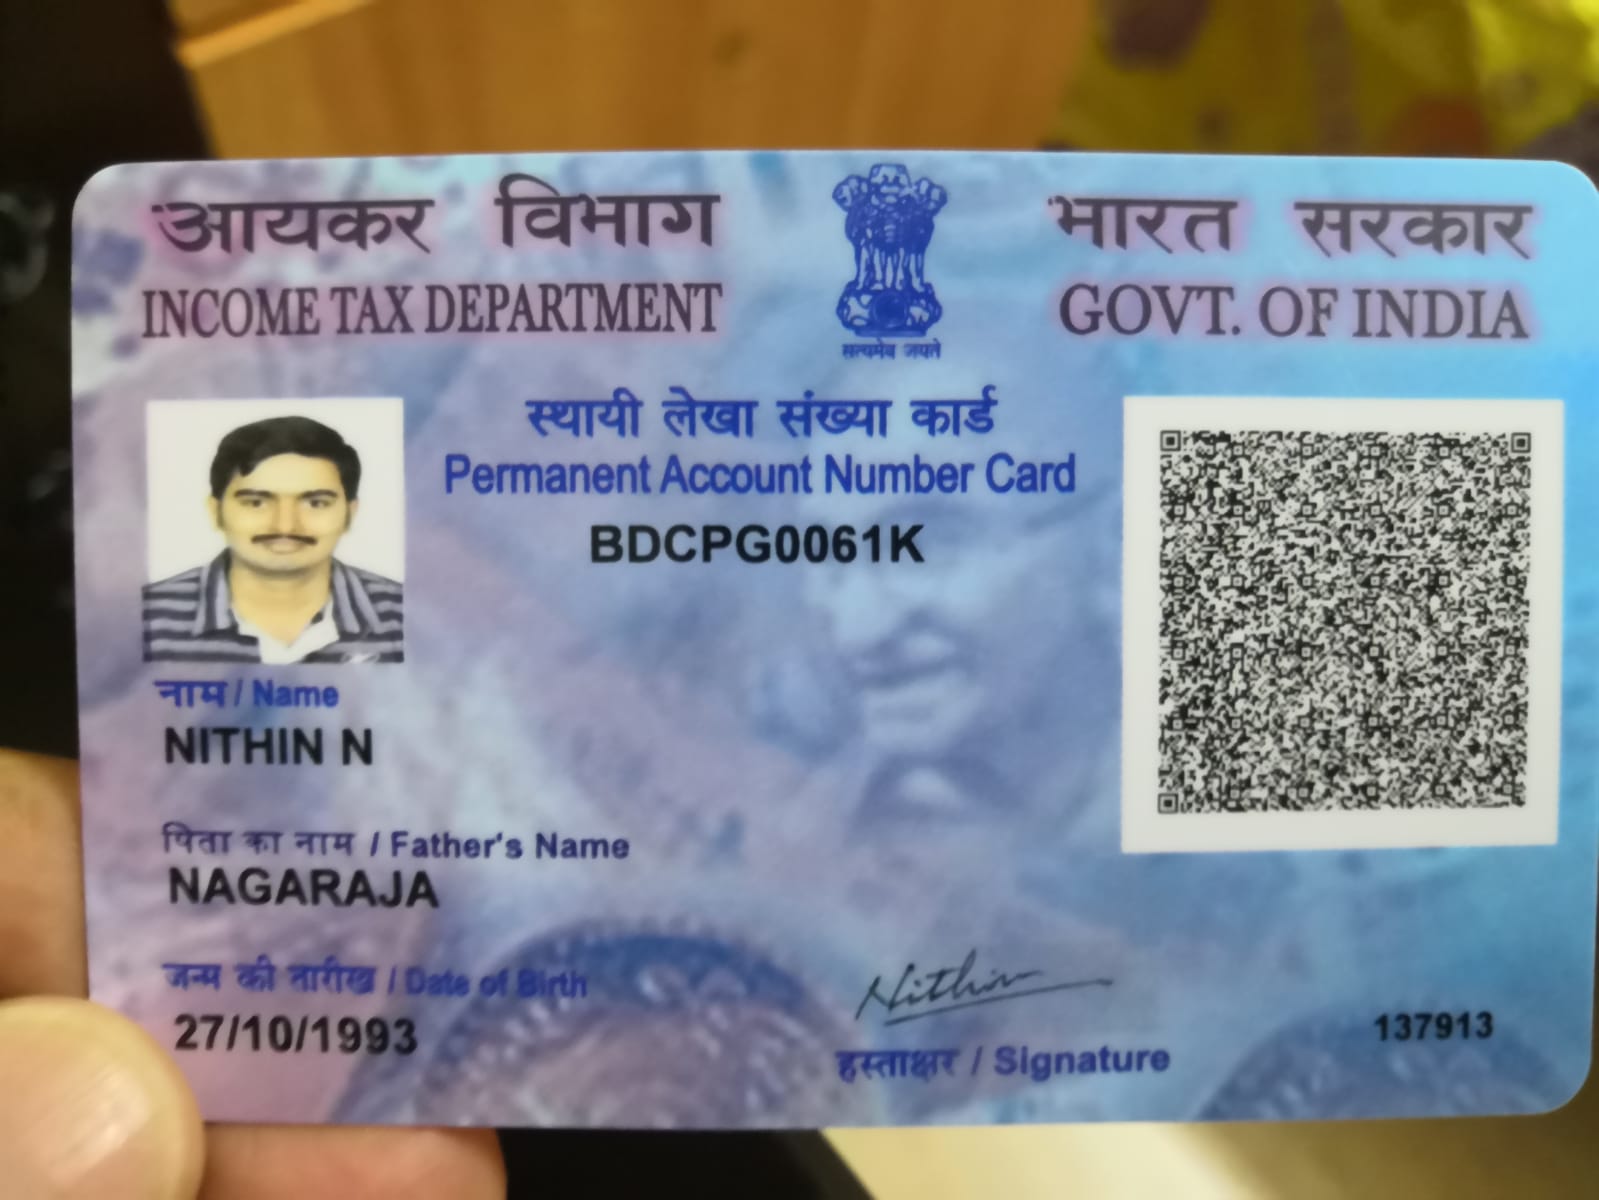 आयकर विभाग
INCOME TAX DEPARTMENT
सत्यमेव जयते
भारत सरकार
GOVT. OF INDIA
स्थायी लेखा संख्या कार्ड
Permanent Account Number Card
BDCPG0061K
नाम / Name
NITHIN N
पिता का नाम / Father's Name
NAGARAJA
जन्म की तारीख / Date of Birth
27/10/1993
Nithin
हस्ताक्षर / Signature
137913